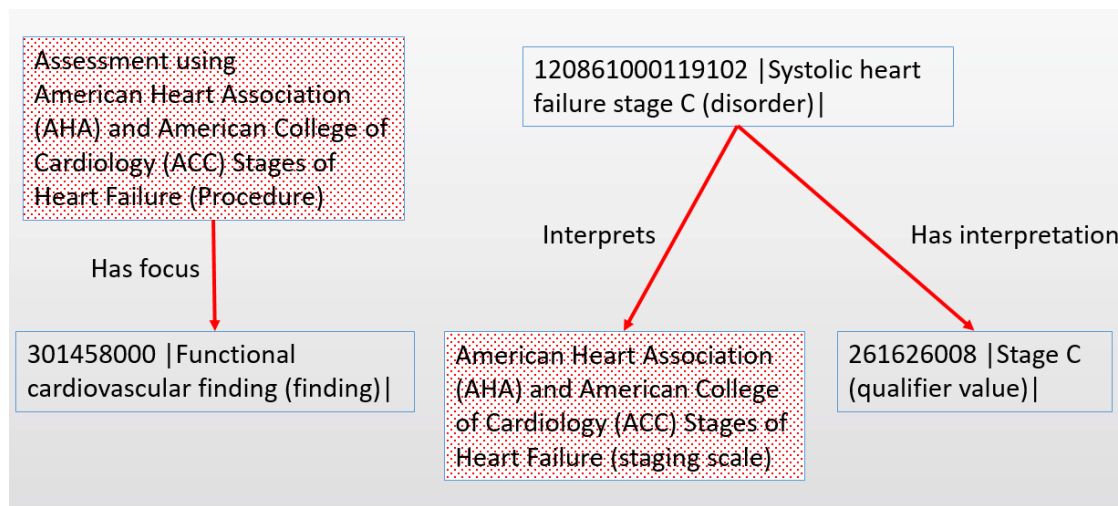 Assessment using
American Heart Association
(AHA) and American College of
Cardiology (ACC) Stages of
Heart Failure (Procedure)
120861000119102 |Systolic heart
failure stage C (disorder)|
Has focus
Interprets
Has interpretation
301458000 |Functional
cardiovascular finding (finding)|
American Heart Association
(AHA) and American College
of Cardiology (ACC) Stages of
Heart Failure (staging scale)
261626008 |Stage C
(qualifier value)|